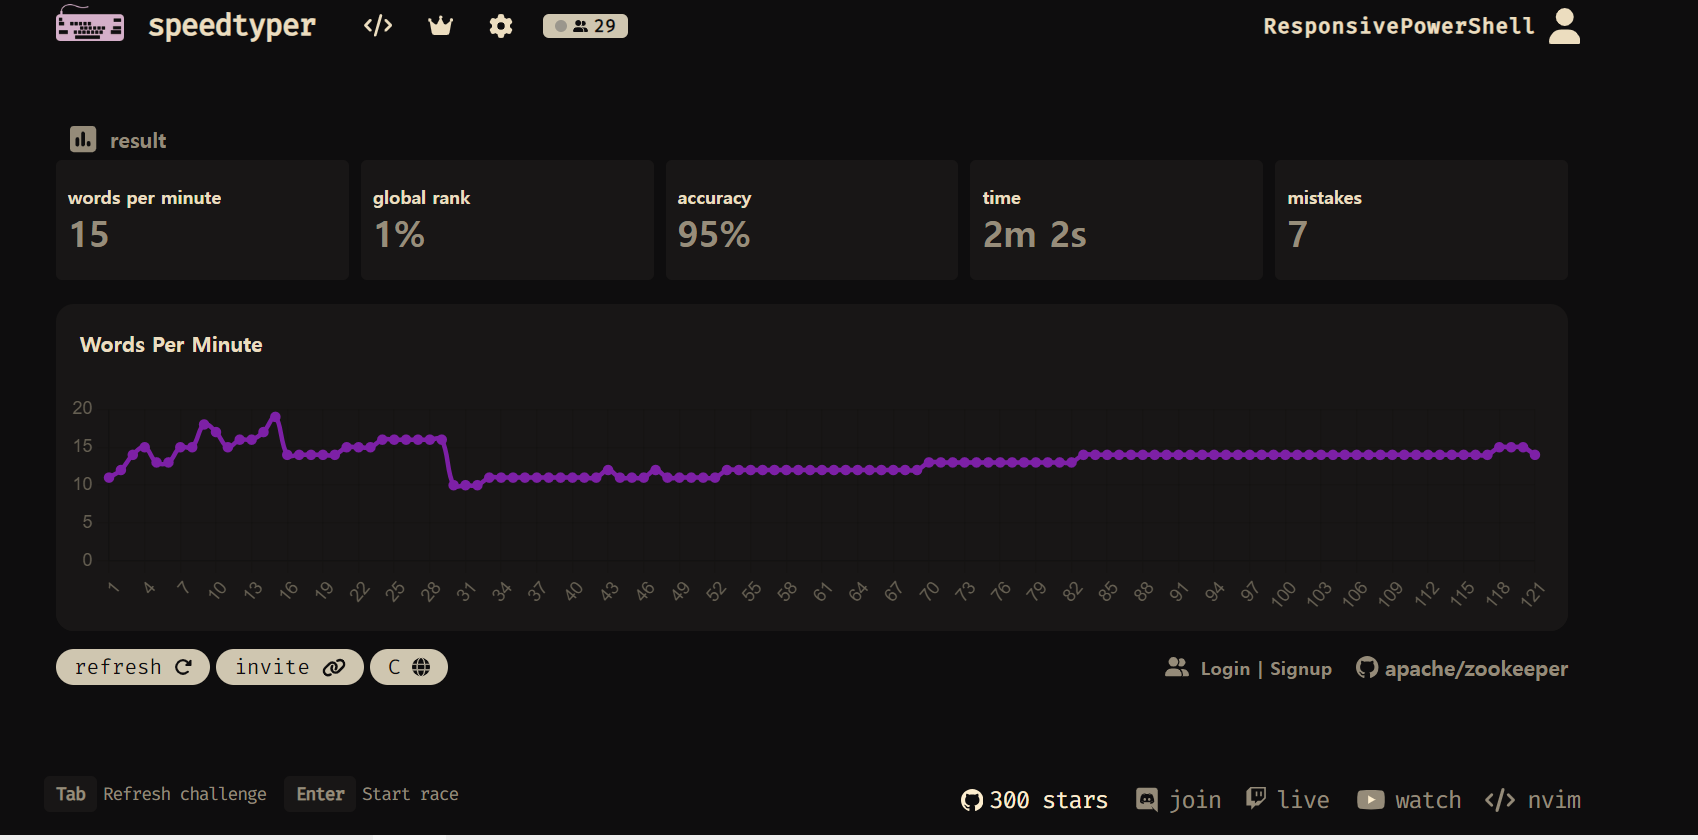 speedtyper 29 ResponsivePowerShell
result
words per minute global rank accuracy time mistakes
15 1% 95% 2m 2s 7
Words Per Minute
20
15
10
5
0
1 4 7 10 13 16 19 22 25 28 31 34 37 40 43 46 49 52 55 58 61 64 67 70 73 76 79 82 85 88 91 94 97 100 103 106 109 112 115 118 121
refresh invite C Login | Signup apache/zookeeper
Tab Refresh challenge Enter Start race 300 stars join live watch nvim